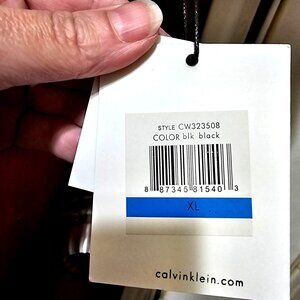 STYLE CW323508
COLOR blk black
8 87345 81540 3
XL
calvinklein.com